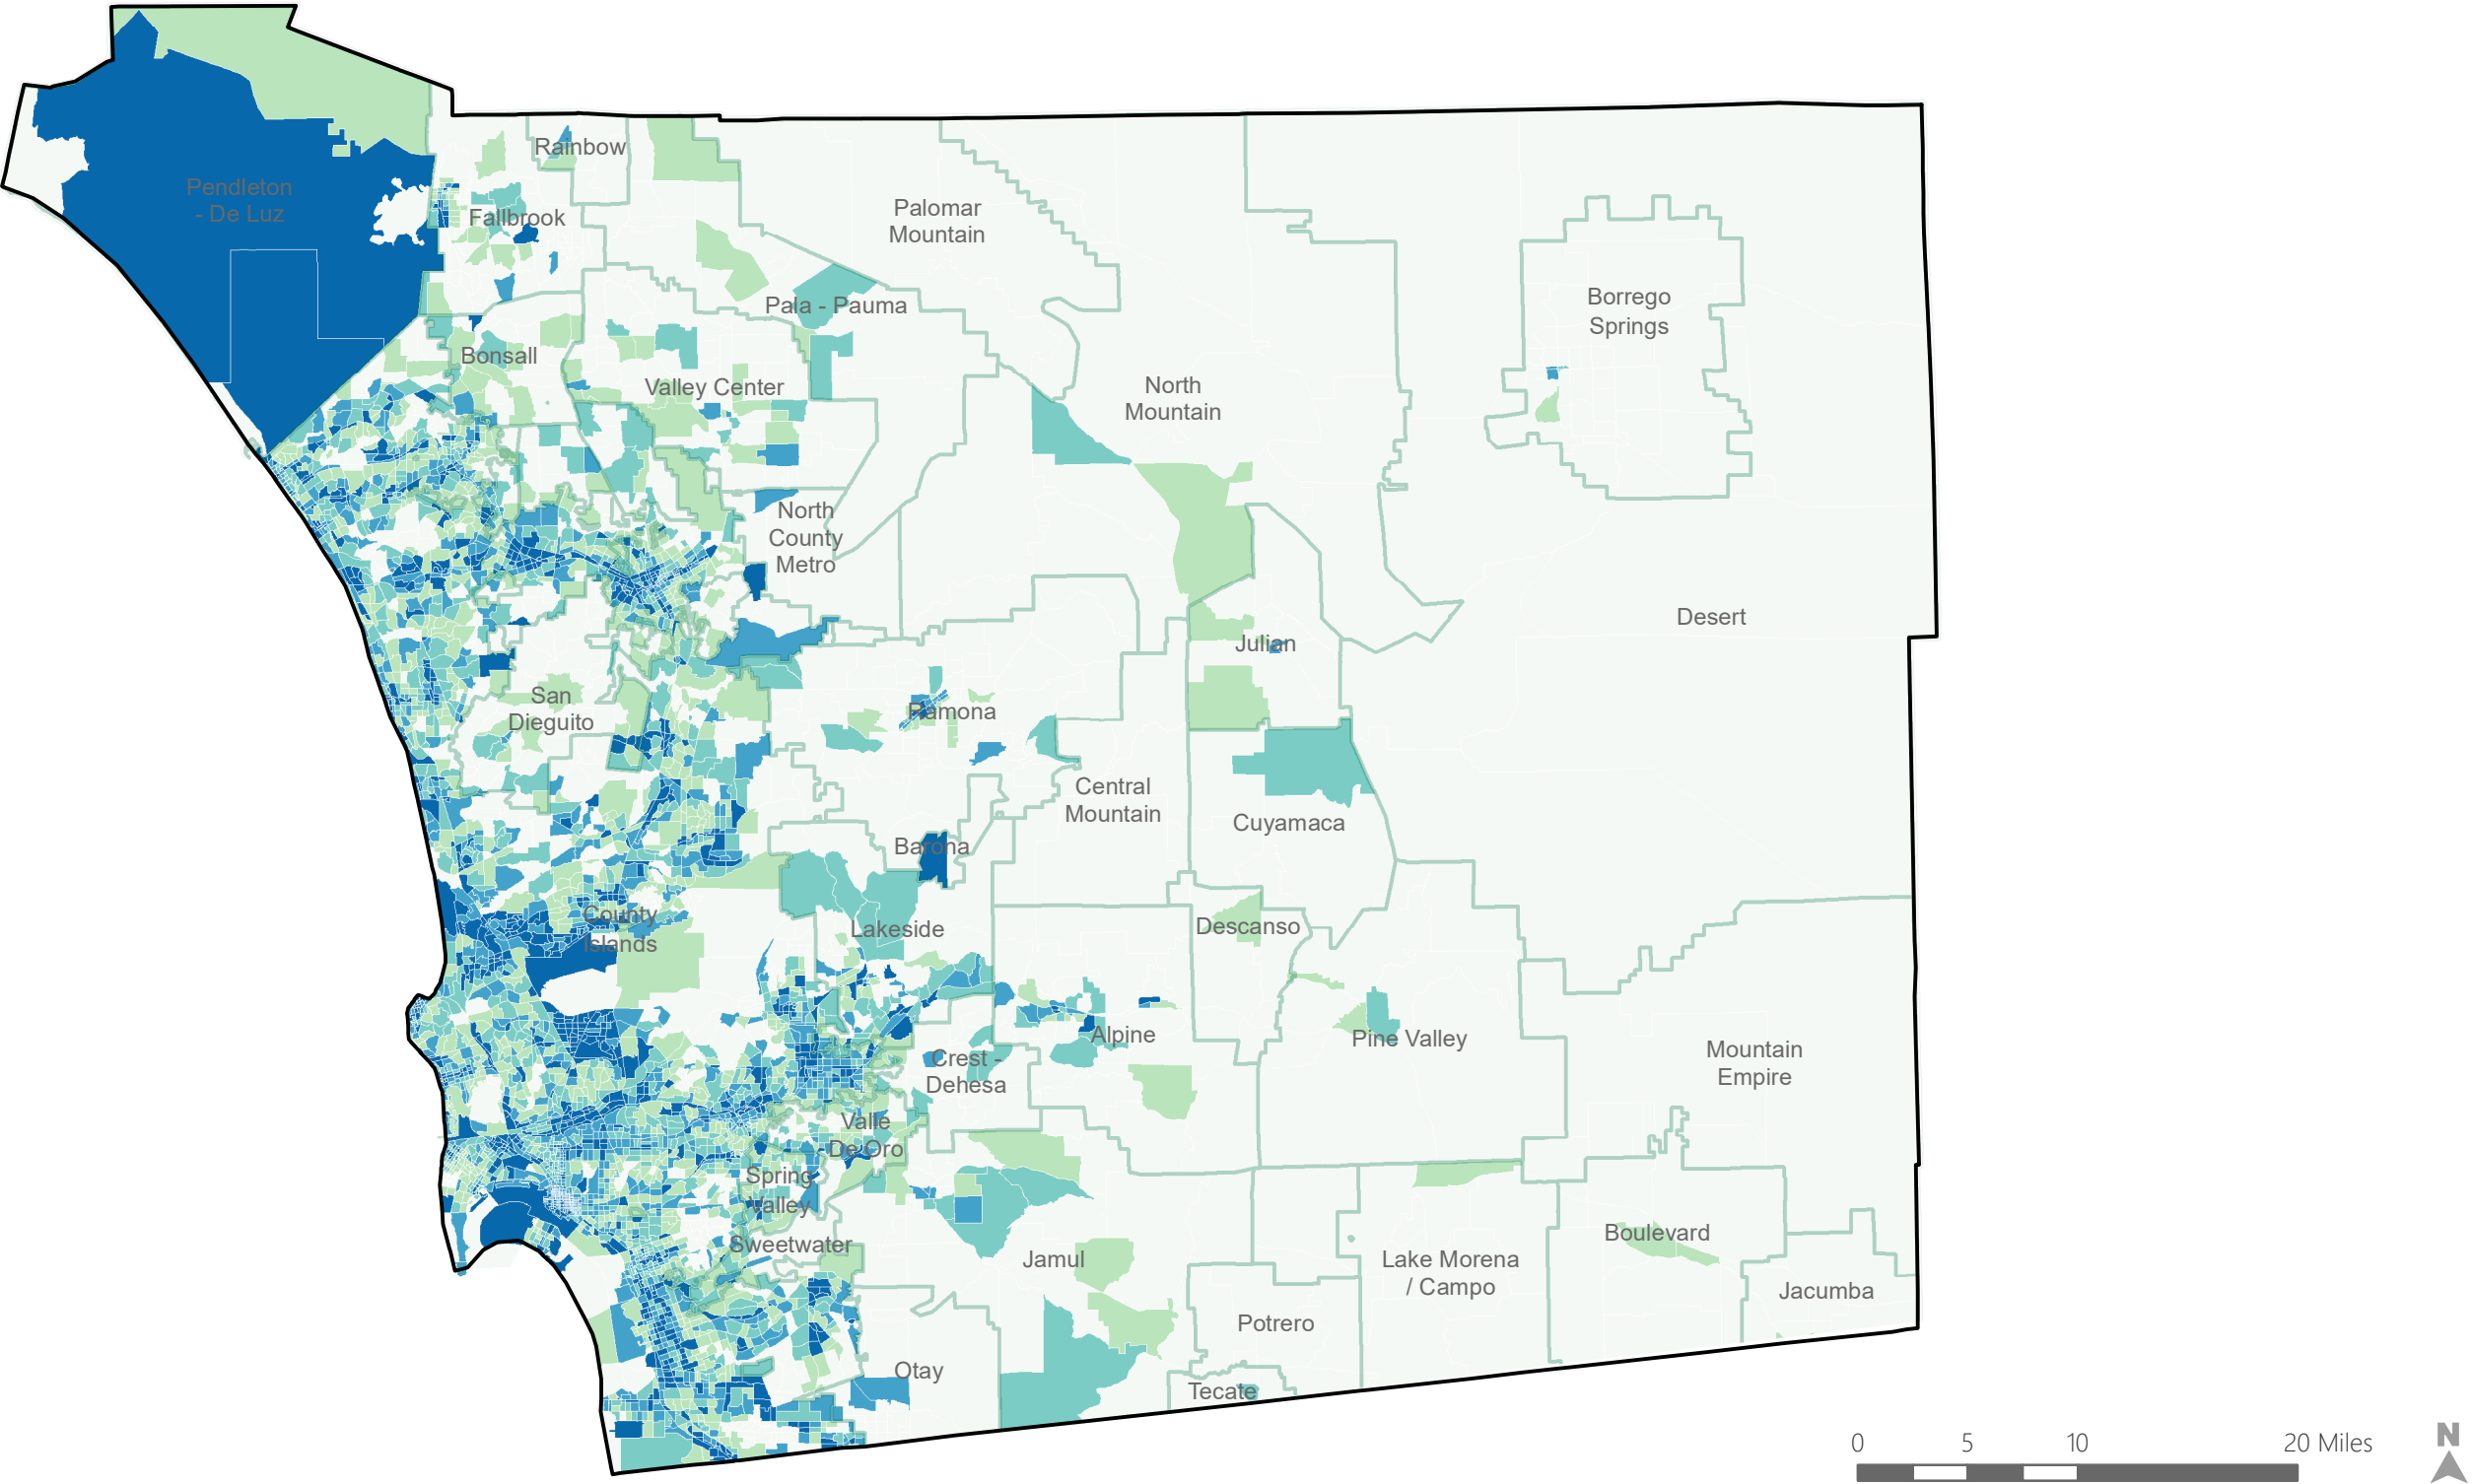 Rainbow
Pendleton
- De Luz
Fallbrook
Palomar
Mountain
Borrego
Springs
Pala - Pauma
Bonsall
Valley Center
North
Mountain
North
County
Metro
Desert
Julian
San
Dieguito
Ramona
Central
Mountain
Cuyamaca
Barona
County
Islands
Lakeside
Descanso
Alpine
Pine Valley
Crest -
Dehesa
Mountain
Empire
Valle
De Oro
Spring
Valley
Sweetwater
Jamul
Lake Morena
/ Campo
Boulevard
Jacumba
Potrero
Otay
Tecate
N
0 5 10 20 Miles